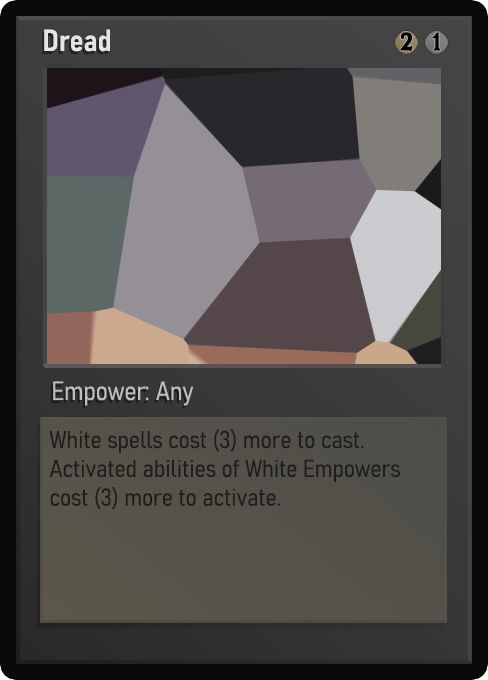 Dread 2 1
Empower: Any
White spells cost (3) more to cast.
Activated abilities of White Empowers
cost (3) more to activate.